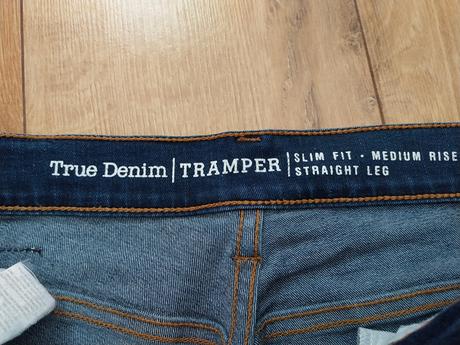 True Denim | TRAMPER | SLIM FIT · MEDIUM RISE
STRAIGHT LEG